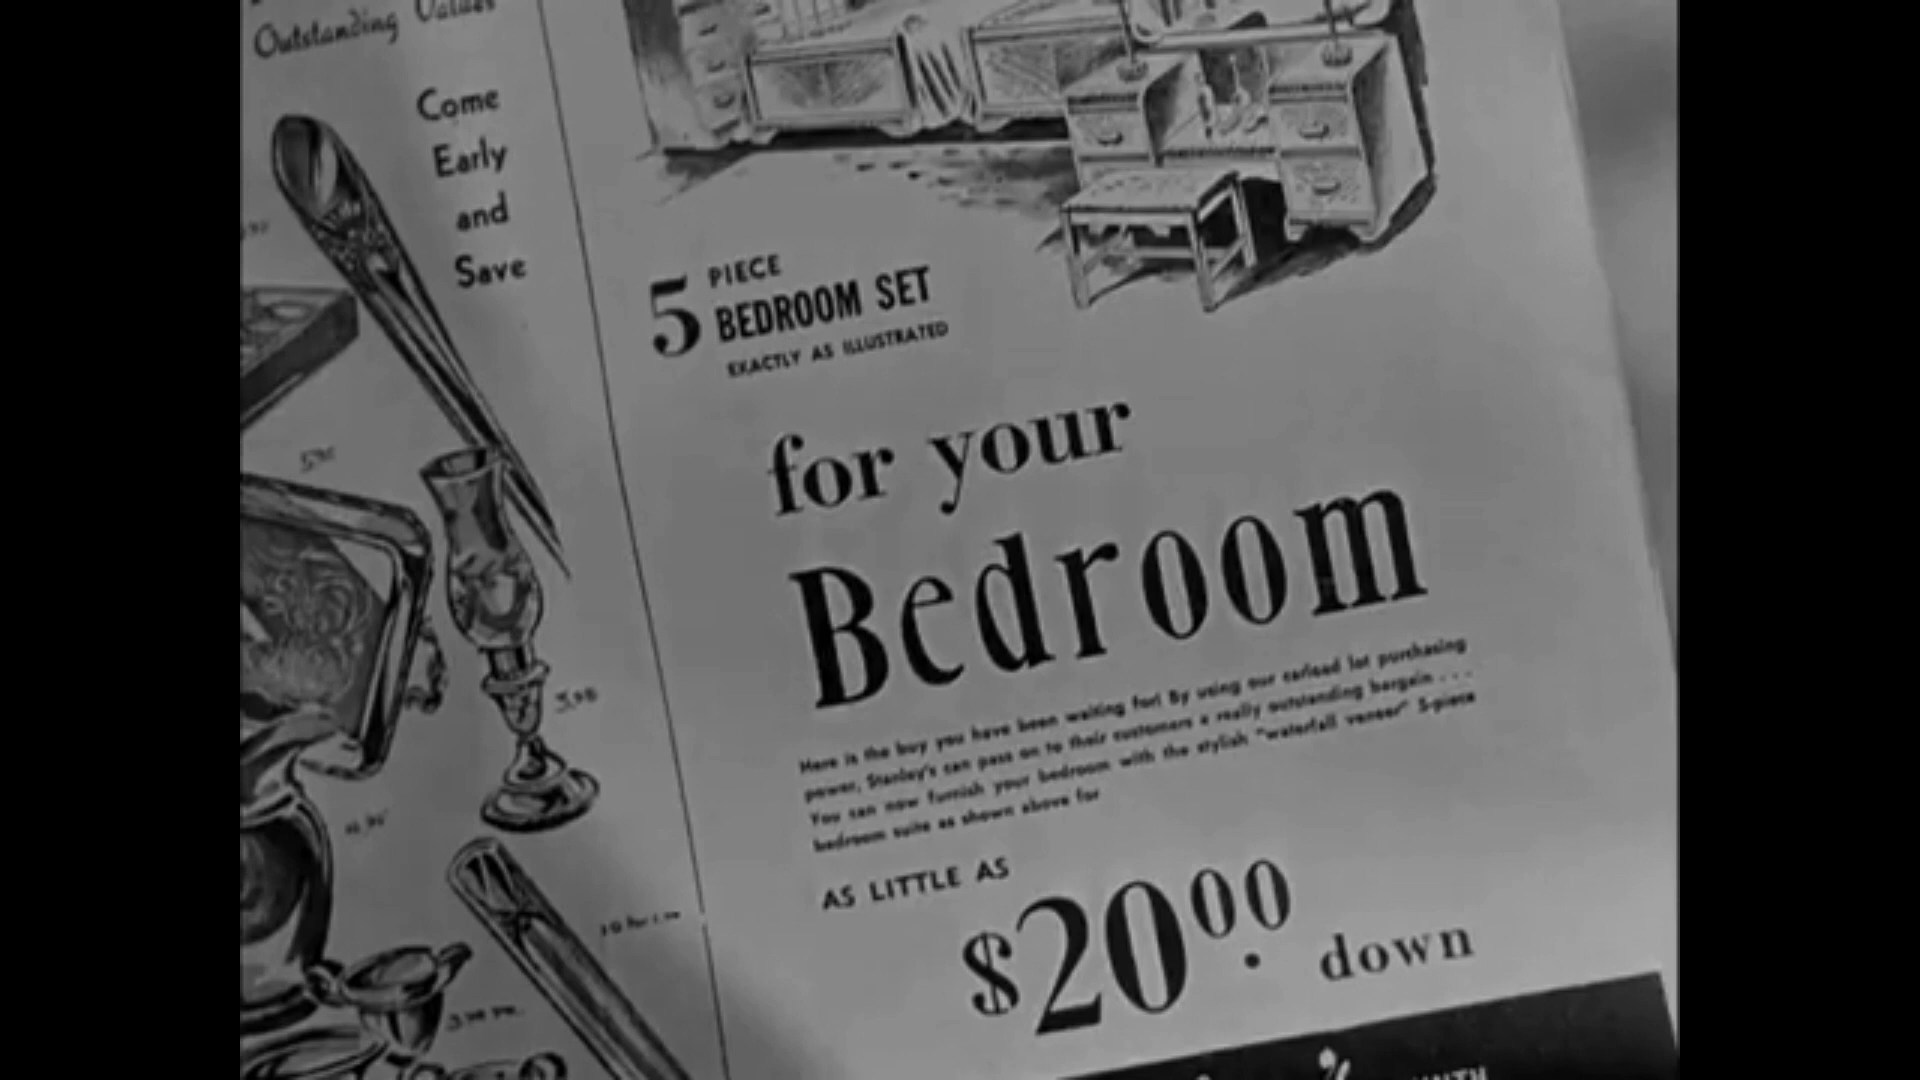 Outstanding Values
Come
Early
and
Save
5 PIECE
BEDROOM SET
EXACTLY AS ILLUSTRATED
for your
Bedroom
Here is the buy you have been waiting for! By using our carload lot purchasing
power, Stanley's can pass on to their customers a really outstanding bargain . . .
You can now furnish your bedroom with the stylish "waterfall veneer" 5-piece
bedroom suite as shown above for
AS LITTLE AS
$20.00 down
3.98